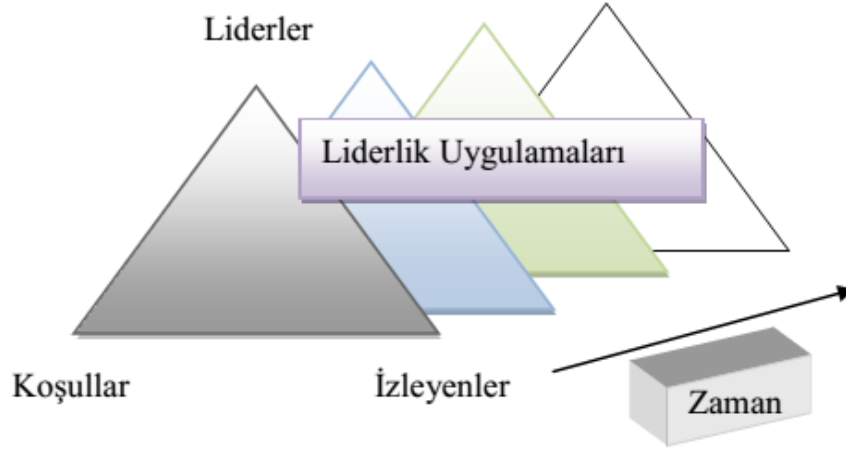 Liderler
Liderlik Uygulamaları
Koşullar
İzleyenler
Zaman